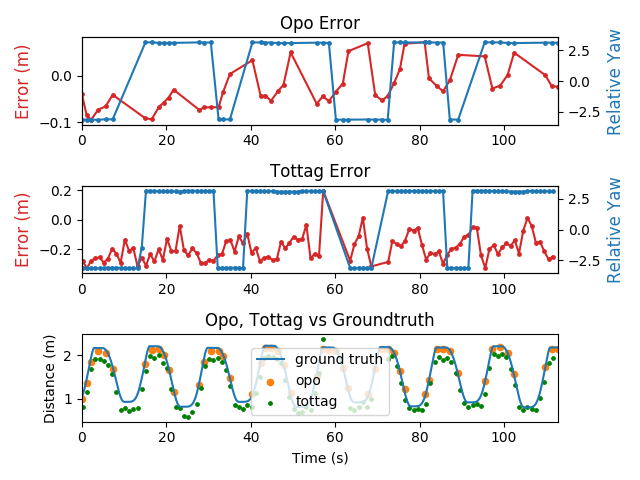 Opo Error
Error (m)
0.0
−0.1
2.5
0.0
−2.5
Relative Yaw
0 20 40 60 80 100
Tottag Error
Error (m)
0.2
0.0
−0.2
2.5
0.0
−2.5
Relative Yaw
0 20 40 60 80 100
Opo, Tottag vs Groundtruth
Distance (m)
2
1
ground truth
opo
tottag
0 20 40 60 80 100
Time (s)